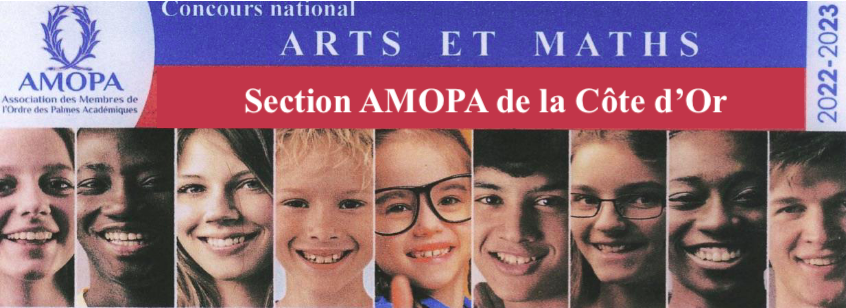 Concours national
ARTS ET MATHS
AMOPA
Association des Membres de
l'Ordre des Palmes Académiques
Section AMOPA de la Côte d'Or
2022-2023